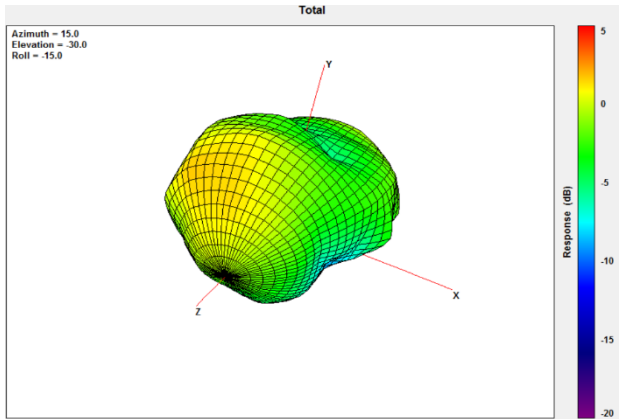 Total
Azimuth = 15.0
Elevation = -30.0
Roll = -15.0
Y
X
Z
5
0
-5
-10
-15
-20
Response (dB)